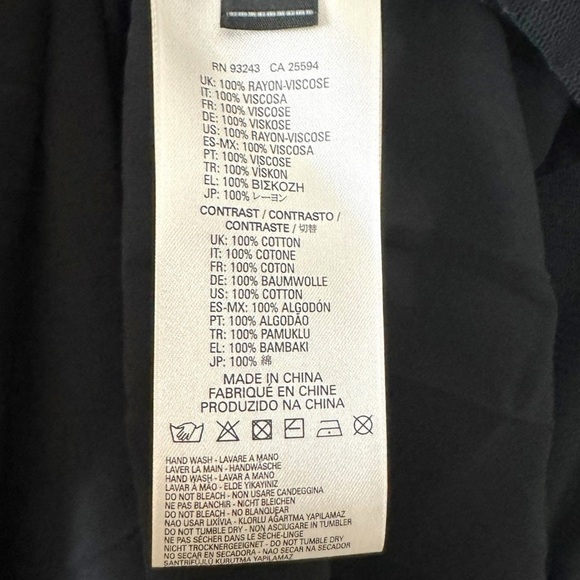 RN 93243 CA 25594
UK: 100% RAYON-VISCOSE
IT: 100% VISCOSA
FR: 100% VISCOSE
DE: 100% VISKOSE
US: 100% RAYON-VISCOSE
ES-MX: 100% VISCOSA
PT: 100% VISCOSE
TR: 100% VİSKON
EL: 100% ΒΙΣΚΟΖΗ
JP: 100% レーヨン
CONTRAST / CONTRASTO /
CONTRASTE / 切替
UK: 100% COTTON
IT: 100% COTONE
FR: 100% COTON
DE: 100% BAUMWOLLE
US: 100% COTTON
ES-MX: 100% ALGODÓN
PT: 100% ALGODÃO
TR: 100% PAMUKLU
EL: 100% BAMBAKI
JP: 100% 綿
MADE IN CHINA
FABRIQUÉ EN CHINE
PRODUZIDO NA CHINA
HAND WASH - LAVARE A MANO
LAVER LA MAIN - HANDWÄSCHE
HAND WASH - LAVAR A MANO
LAVAR À MÃO - ELDE YIKAYINIZ
DO NOT BLEACH - NON USARE CANDEGGINA
NE PAS BLANCHIR - NICHT BLEICHEN
DO NOT BLEACH - NO BLANQUEAR
NAO USAR LIXÍVIA - KLORLU AĞARTMA YAPILAMAZ
DO NOT TUMBLE DRY - NON ASCIUGARE IN TUMBLER
NE PAS SÉCHER DANS LE SÈCHE-LINGE
NICHT TROCKNERGEEIGNET - DO NOT TUMBLE DRY
NO SECAR EN SECADORA - NAO SECAR NA SECADOR
SANTRİFÜJLÜ KURUTMA YAPILAMAZ